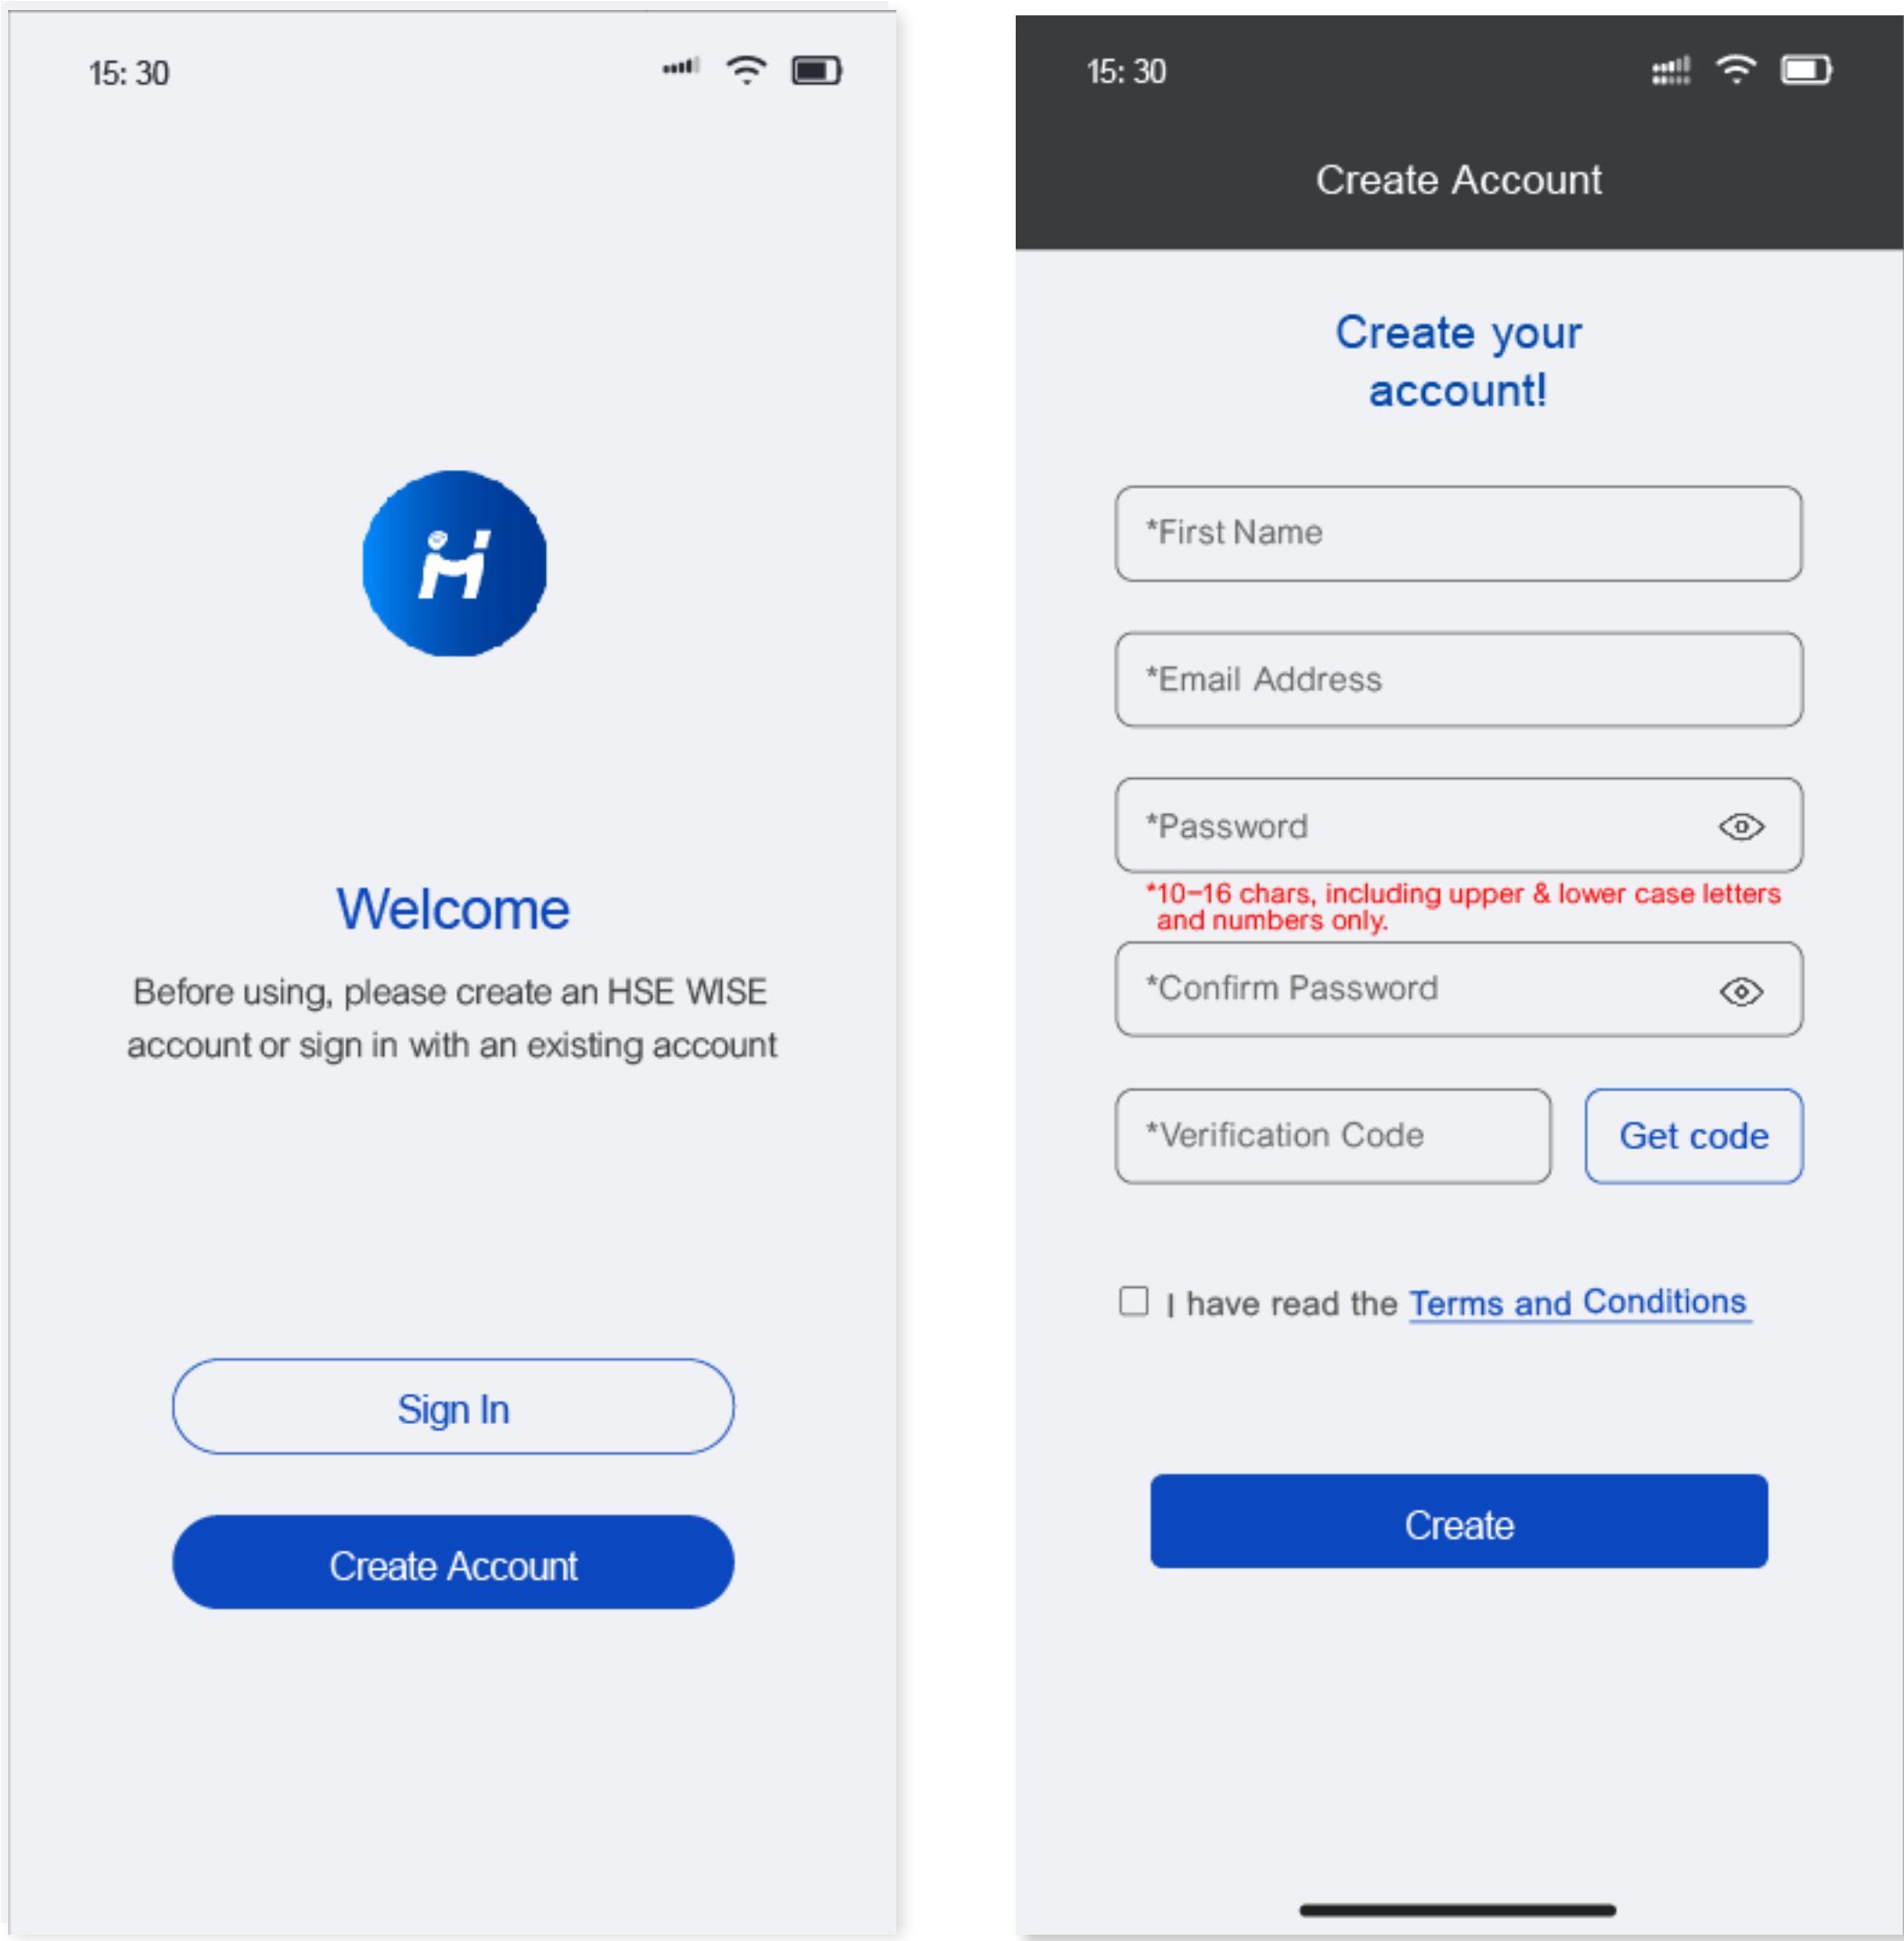 15: 30
Welcome
Before using, please create an HSE WISE
account or sign in with an existing account
Sign In
Create Account
15: 30
Create Account
Create your
account!
*First Name
*Email Address
*Password
*10–16 chars, including upper & lower case letters
and numbers only.
*Confirm Password
*Verification Code
Get code
I have read the Terms and Conditions
Create